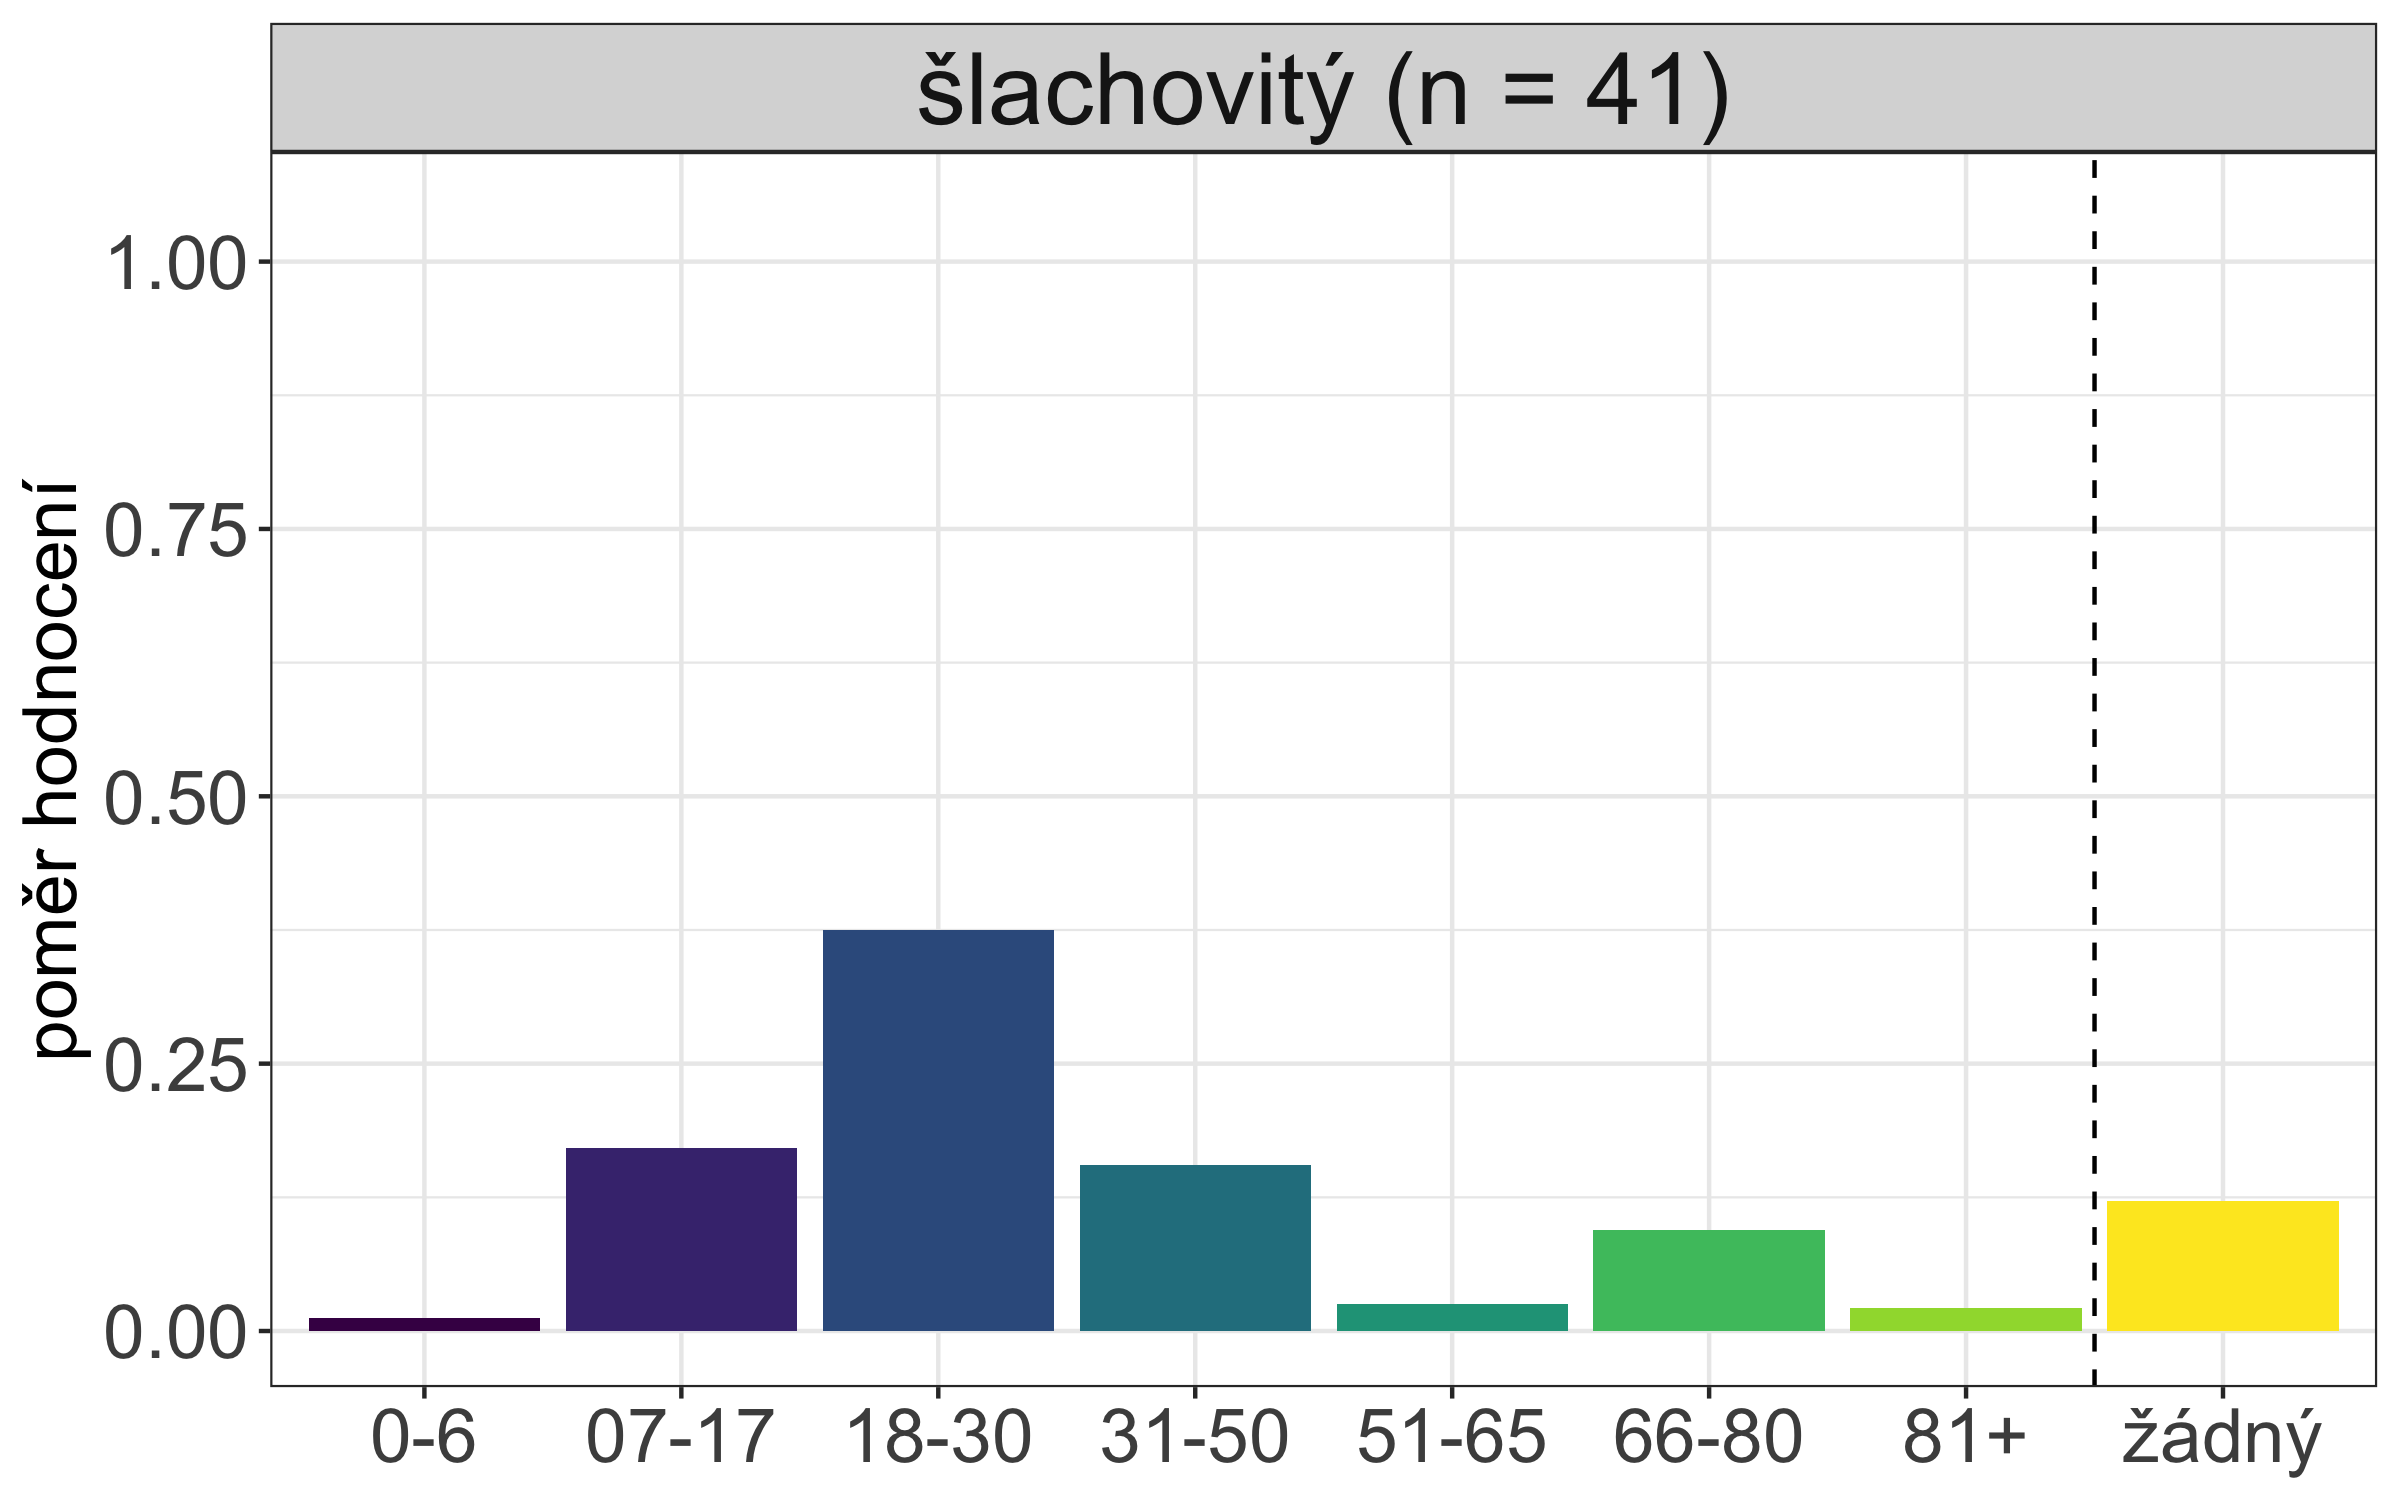 šlachovitý (n = 41)
poměr hodnocení
1.00
0.75
0.50
0.25
0.00
0-6 07-17 18-30 31-50 51-65 66-80 81+ žádný